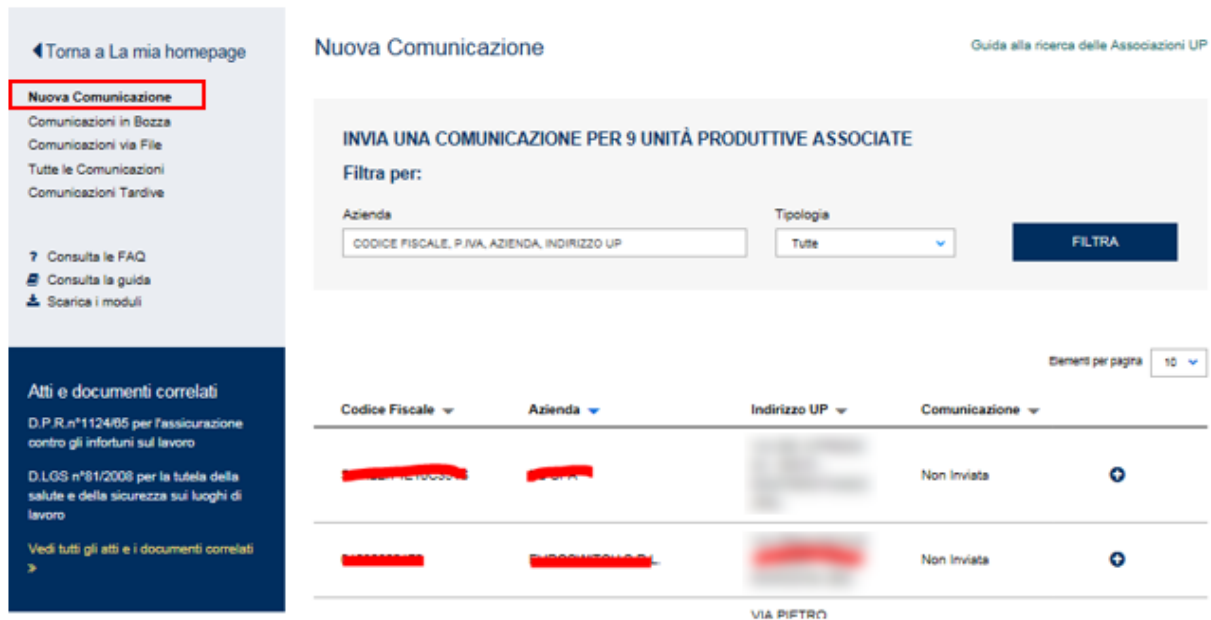 Torna a La mia homepage
Nuova Comunicazione
Comunicazioni in Bozza
Comunicazioni via File
Tutte le Comunicazioni
Comunicazioni Tardive
? Consulta le FAQ
Consulta la guida
Scarica i moduli
Atti e documenti correlati
D.P.R.n°1124/65 per l'assicurazione
contro gli infortuni sul lavoro
D.LGS n°81/2008 per la tutela della
salute e della sicurezza sui luoghi di
lavoro
Vedi tutti gli atti e i documenti correlati
»
Nuova Comunicazione
Guida alla ricerca delle Associazioni UP
INVIA UNA COMUNICAZIONE PER 9 UNITÀ PRODUTTIVE ASSOCIATE
Filtra per:
Azienda
Tipologia
CODICE FISCALE, P.IVA, AZIENDA, INDIRIZZO UP
Tutte
FILTRA
Elementi per pagina 10
Codice Fiscale Azienda Indirizzo UP Comunicazione
Non Inviata
Non Inviata
VIA PIETRO